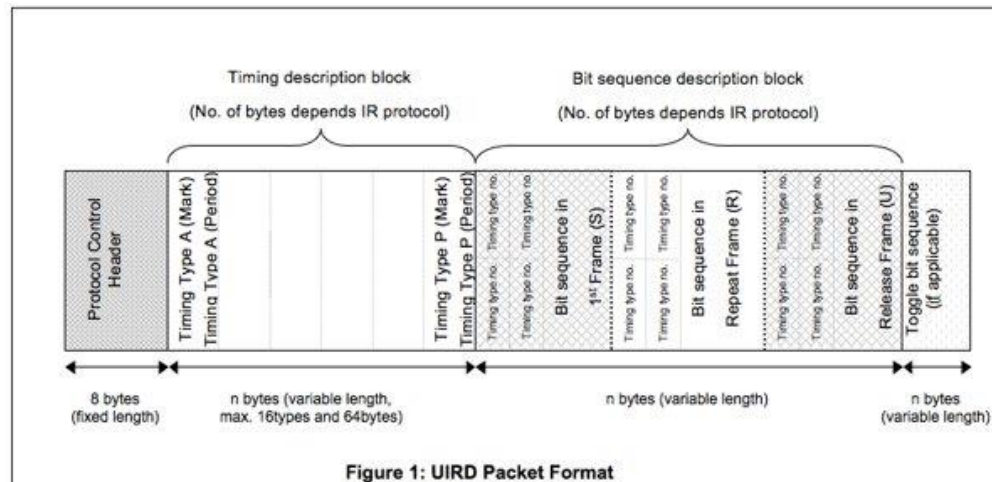 Timing description block
(No. of bytes depends IR protocol)
Bit sequence description block
(No. of bytes depends IR protocol)
Protocol Control
Header
Timing Type A (Mark)
Timing Type A (Period)
Timing Type P (Mark)
Timing Type P (Period)
Timing type no. Timing type no.
Timing type no. Timing type no.
Bit sequence in
1st Frame (S)
Timing type no. Timing type no.
Timing type no. Timing type no.
Bit sequence in
Repeat Frame (R)
Timing type no. Timing type no.
Timing type no. Timing type no.
Bit sequence in
Release Frame (U)
Toggle bit sequence
(if applicable)
8 bytes
(fixed length)
n bytes (variable length,
max. 16types and 64bytes)
n bytes (variable length)
n bytes
(variable length)
Figure 1: UIRD Packet Format